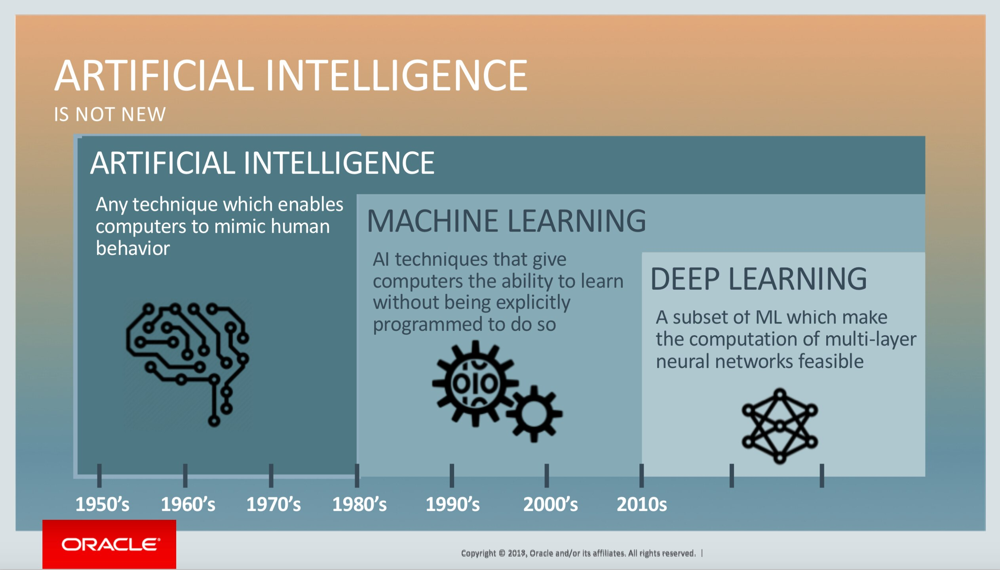 ARTIFICIAL INTELLIGENCE
IS NOT NEW
ARTIFICIAL INTELLIGENCE
Any technique which enables
computers to mimic human
behavior
MACHINE LEARNING
AI techniques that give
computers the ability to learn
without being explicitly
programmed to do so
DEEP LEARNING
A subset of ML which make
the computation of multi-layer
neural networks feasible
OIO
1950’s 1960’s 1970’s 1980’s 1990’s 2000’s 2010s
ORACLE®
Copyright © Oracle and/or its affiliates. All rights reserved. |